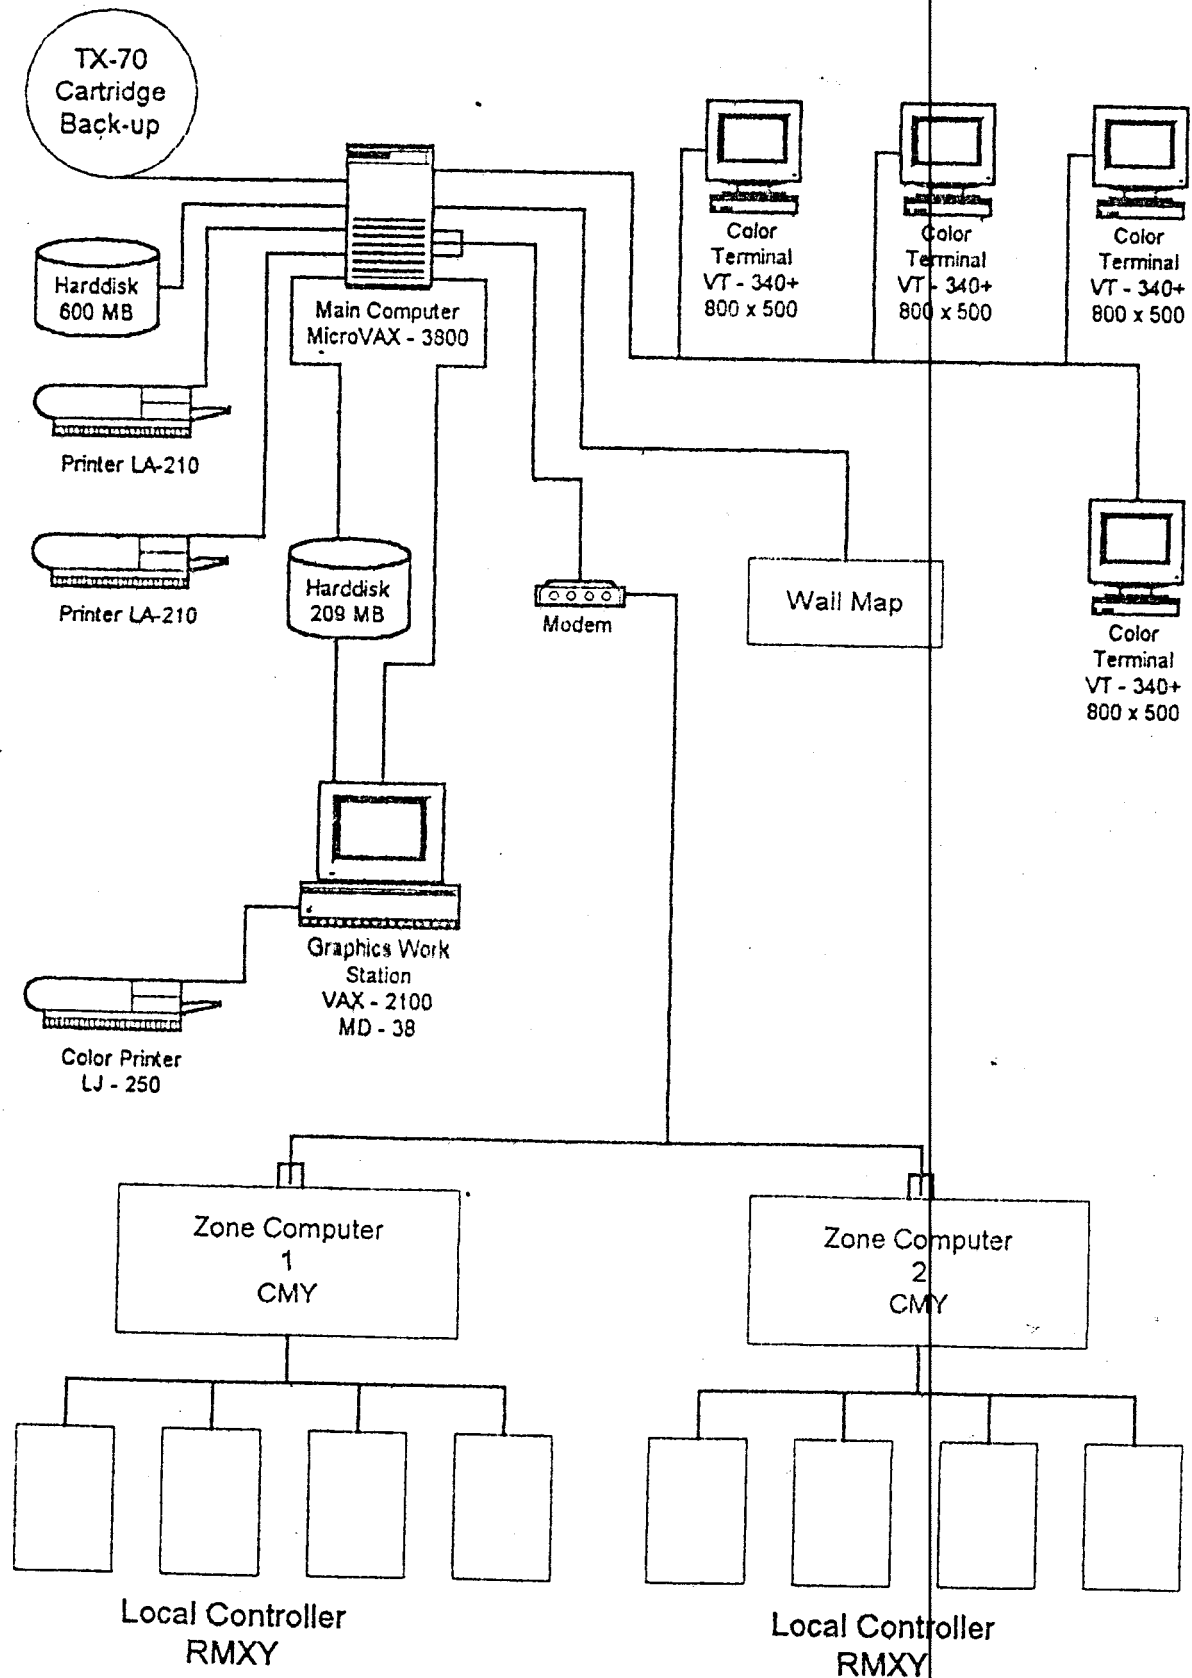 TX-70
Cartridge
Back-up
Color
Terminal
VT - 340+
800 x 500
Color
Terminal
VT - 340+
800 x 500
Color
Terminal
VT - 340+
800 x 500
Harddisk
600 MB
Main Computer
MicroVAX - 3800
Printer LA-210
Printer LA-210
Harddisk
209 MB
Modem
Wall Map
Color
Terminal
VT - 340+
800 x 500
Graphics Work
Station
VAX - 2100
MD - 38
Color Printer
LJ - 250
Zone Computer
1
CMY
Zone Computer
2
CMY
Local Controller
RMXY
Local Controller
RMXY